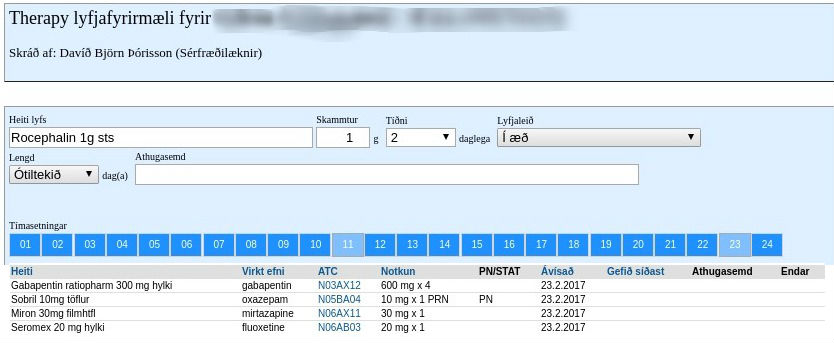 Therapy lyfjafyrirmæli fyrir
Skráð af: Davíð Björn Þórisson (Sérfræðilæknir)
Heiti lyfs Skammtur Tíðni Lyfjaleið
Rocephalin 1g sts 1 g 2 daglega Í æð
Lengd Athugasemd
Ótiltekið dag(a)
Tímasetningar
01 02 03 04 05 06 07 08 09 10 11 12 13 14 15 16 17 18 19 20 21 22 23 24
Heiti Virkt efni ATC Notkun PN/STAT Ávísað Gefið síðast Athugasemd Endar
Gabapentin ratiopharm 300 mg hylki gabapentin N03AX12 600 mg x 4 23.2.2017
Sobril 10mg töflur oxazepam N05BA04 10 mg x 1 PRN PN 23.2.2017
Miron 30mg filmhtfl mirtazapine N06AX11 30 mg x 1 23.2.2017
Seromex 20 mg hylki fluoxetine N06AB03 20 mg x 1 23.2.2017